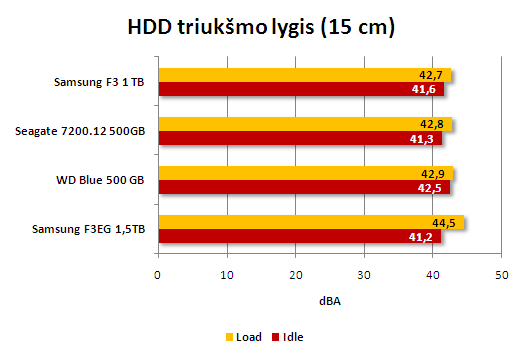 HDD triukšmo lygis (15 cm)
Samsung F3 1 TB
42,7
41,6
Seagate 7200.12 500GB
42,8
41,3
WD Blue 500 GB
42,9
42,5
Samsung F3EG 1,5TB
44,5
41,2
0 10 20 30 40 50
dBA
Load Idle